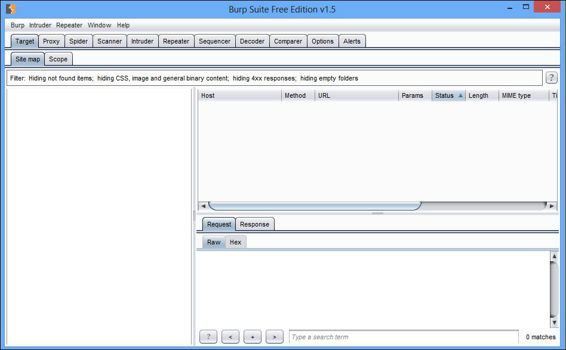 Burp Suite Free Edition v1.5
Burp Intruder Repeater Window Help
Target Proxy Spider Scanner Intruder Repeater Sequencer Decoder Comparer Options Alerts
Site map Scope
Filter: Hiding not found items; hiding CSS, image and general binary content; hiding 4xx responses; hiding empty folders
?
Host Method URL Params Status Length MIME type Ti
Request Response
Raw Hex
? < + > Type a search term 0 matches